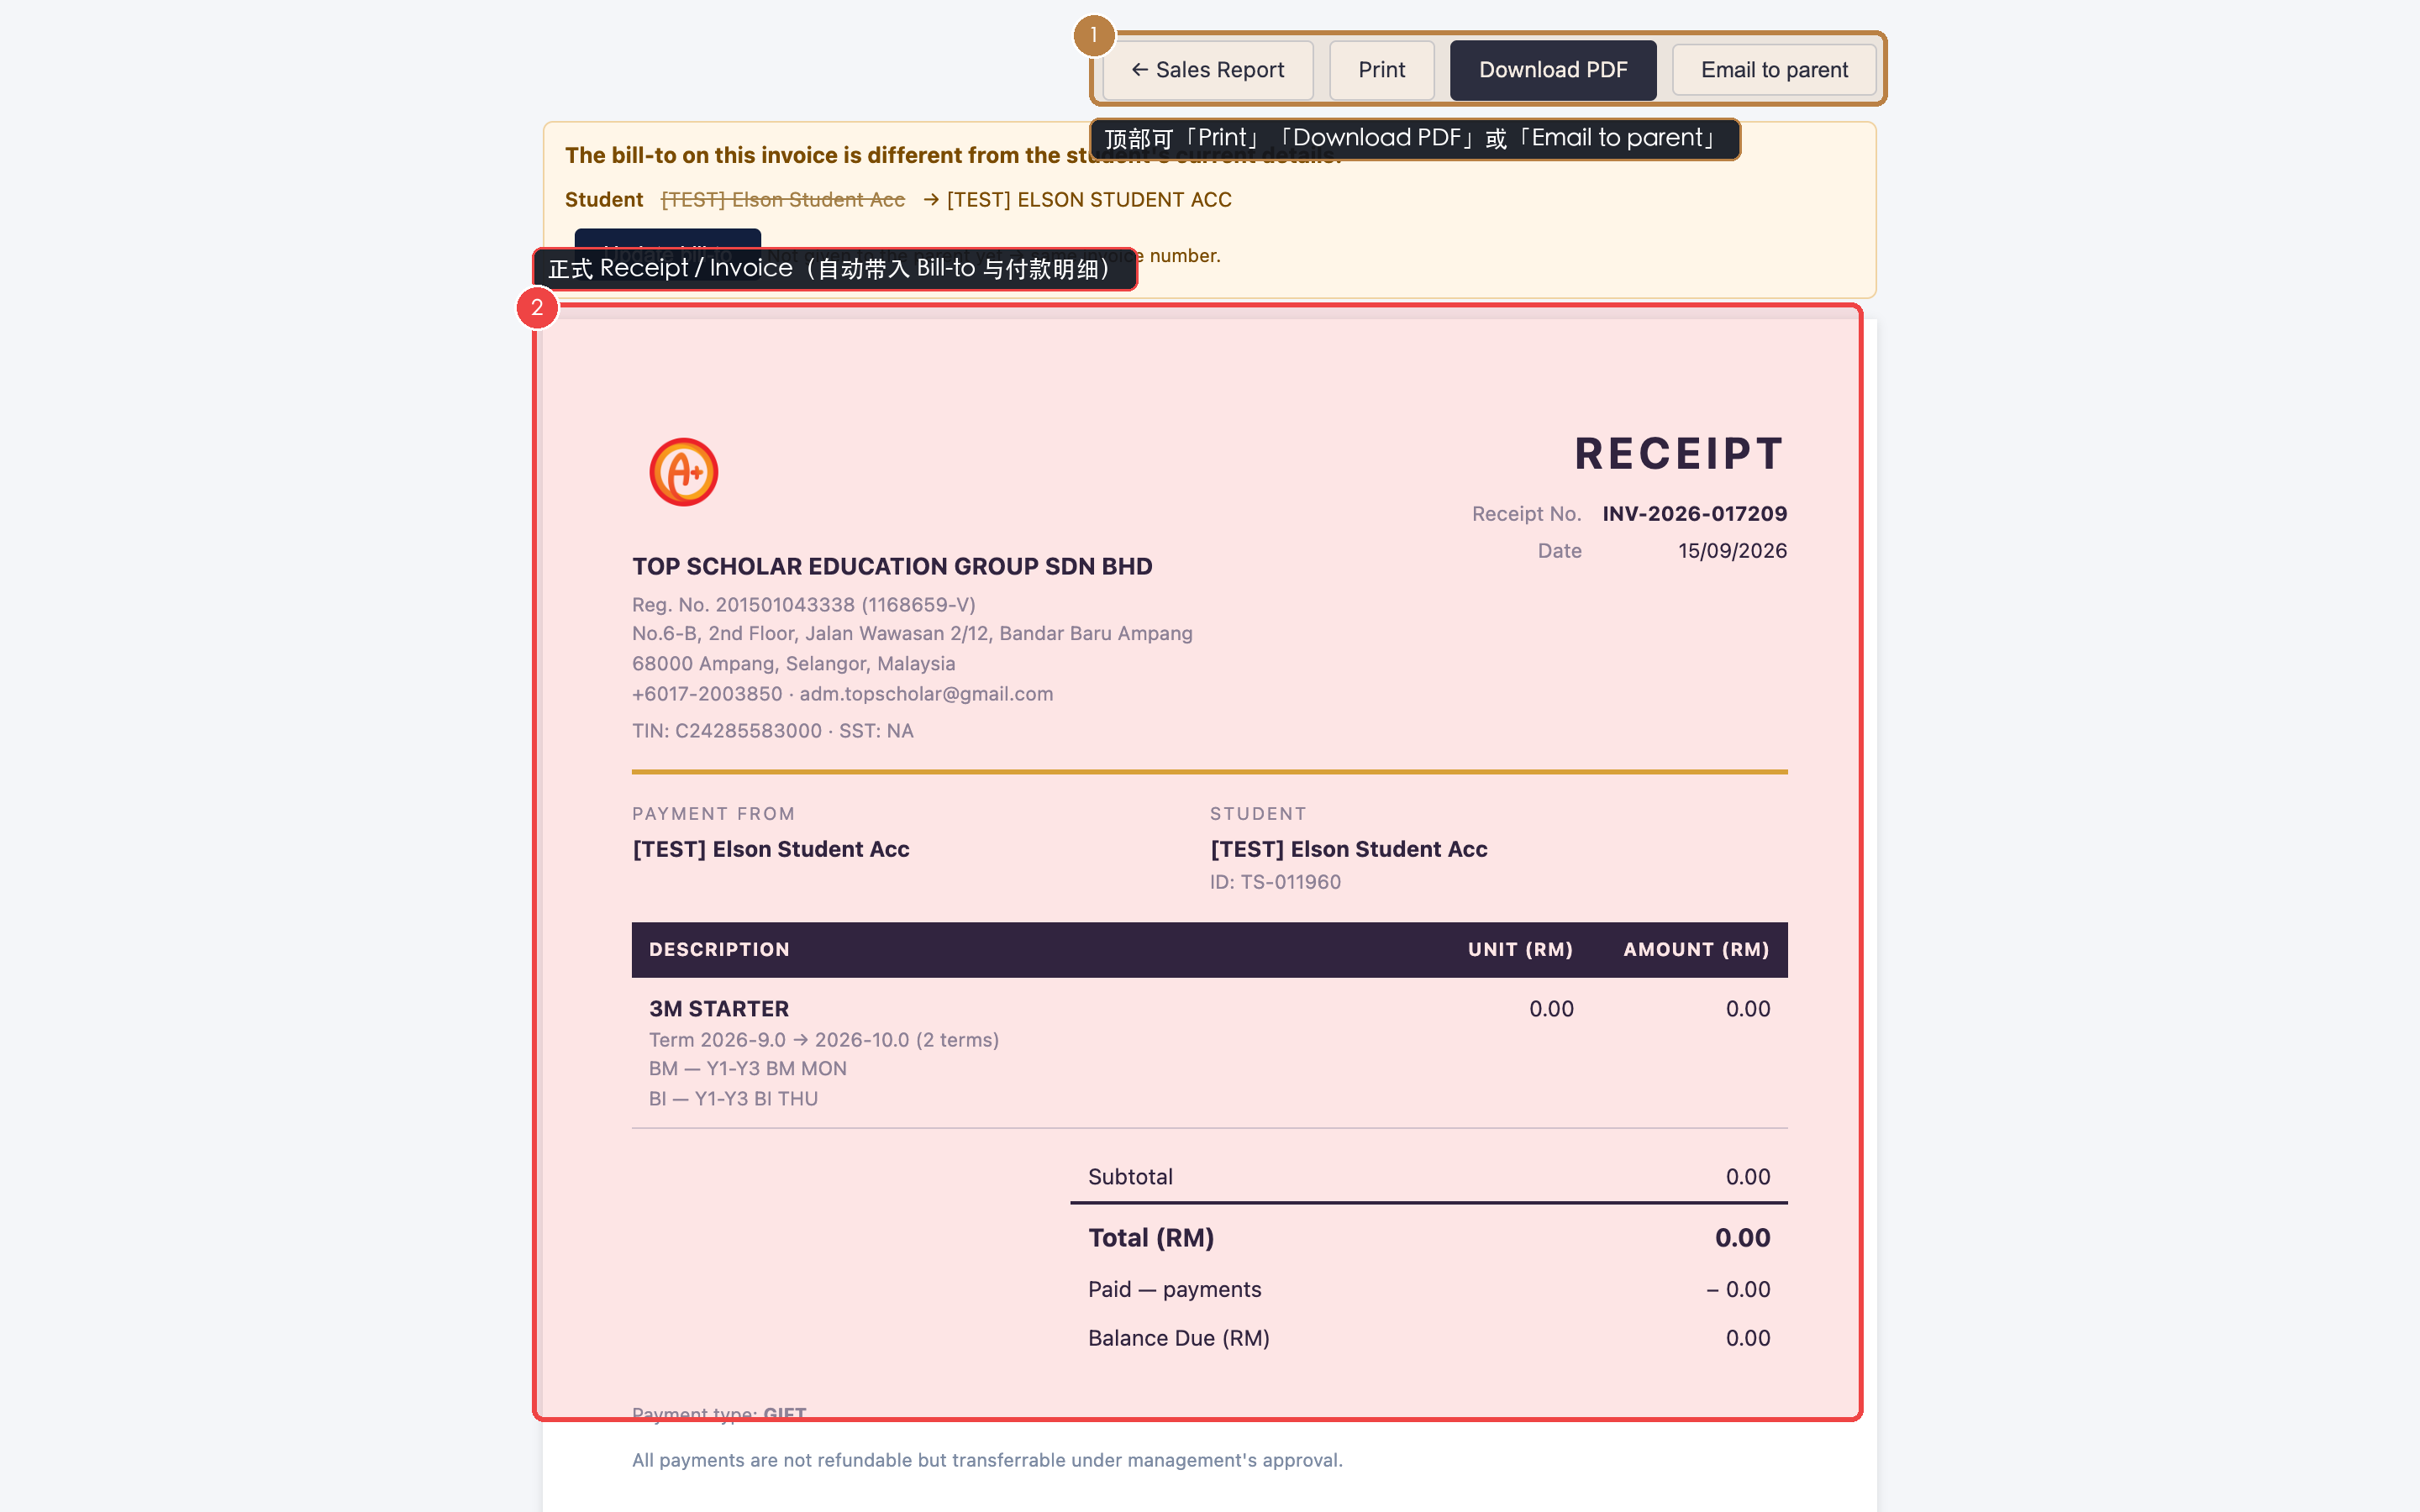 1
← Sales Report
Print
Download PDF
Email to parent
顶部可「Print」「Download PDF」或「Email to parent」
The bill-to on this invoice is different from the student's current details.
Student [TEST] Elson Student Acc → [TEST] ELSON STUDENT ACC
number.
正式 Receipt / Invoice（自动带入 Bill-to 与付款明细）
2
A+
RECEIPT
Receipt No. INV-2026-017209
Date 15/09/2026
TOP SCHOLAR EDUCATION GROUP SDN BHD
Reg. No. 201501043338 (1168659-V)
No.6-B, 2nd Floor, Jalan Wawasan 2/12, Bandar Baru Ampang
68000 Ampang, Selangor, Malaysia
+6017-2003850 · adm.topscholar@gmail.com
TIN: C24285583000 · SST: NA
PAYMENT FROM
[TEST] Elson Student Acc
STUDENT
[TEST] Elson Student Acc
ID: TS-011960
DESCRIPTION UNIT (RM) AMOUNT (RM)
3M STARTER 0.00 0.00
Term 2026-9.0 → 2026-10.0 (2 terms)
BM — Y1-Y3 BM MON
BI — Y1-Y3 BI THU
Subtotal 0.00
Total (RM) 0.00
Paid — payments – 0.00
Balance Due (RM) 0.00
Payment type: GIFT
All payments are not refundable but transferrable under management's approval.